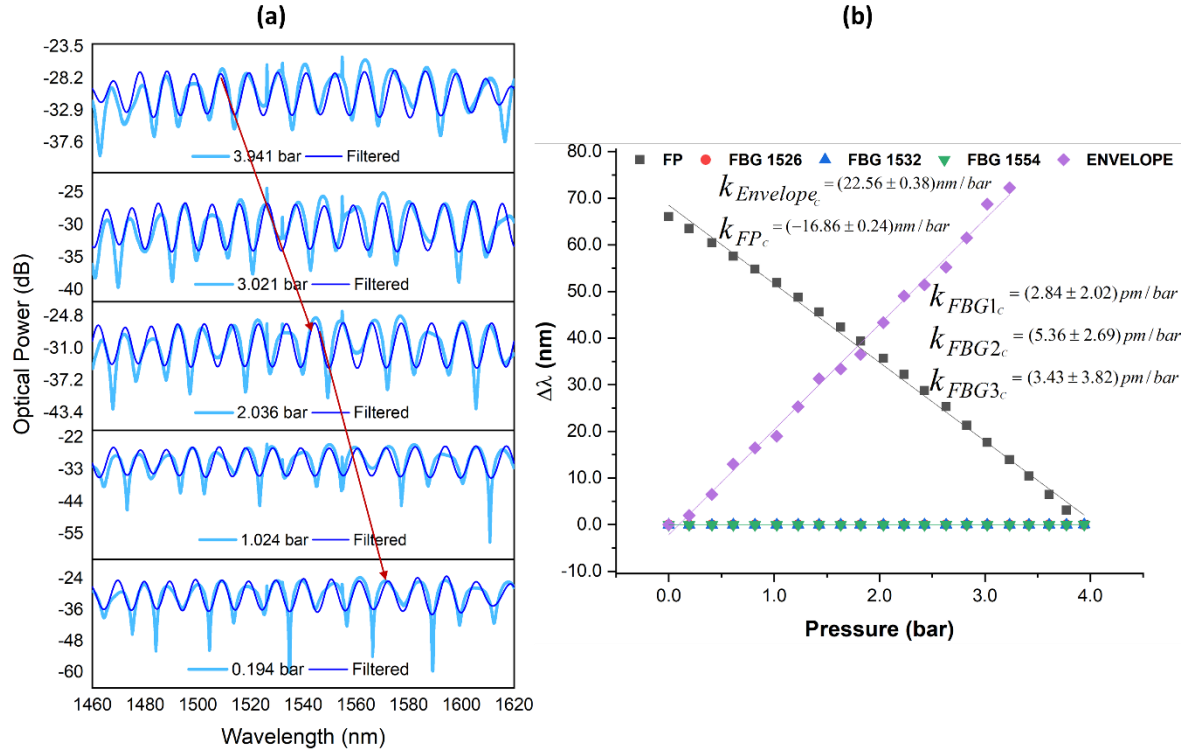 (a)
-23.5
-28.2
-32.9
-37.6
3.941 bar Filtered
-25
-30
-35
-40
3.021 bar Filtered
-24.8
-31.0
-37.2
-43.4
2.036 bar Filtered
-22
-33
-44
-55
1.024 bar Filtered
-24
-36
-48
-60
0.194 bar Filtered
Optical Power (dB)
1460 1480 1500 1520 1540 1560 1580 1600 1620
Wavelength (nm)
(b)
FP FBG 1526 FBG 1532 FBG 1554 ENVELOPE
k_Envelope_c = (22.56 ± 0.38) nm / bar
k_FP_c = (−16.86 ± 0.24) nm / bar
k_FBG1_c = (2.84 ± 2.02) pm / bar
k_FBG2_c = (5.36 ± 2.69) pm / bar
k_FBG3_c = (3.43 ± 3.82) pm / bar
80.0
70.0
60.0
50.0
40.0
30.0
20.0
10.0
0.0
-10.0
Δλ (nm)
0.0 1.0 2.0 3.0 4.0
Pressure (bar)